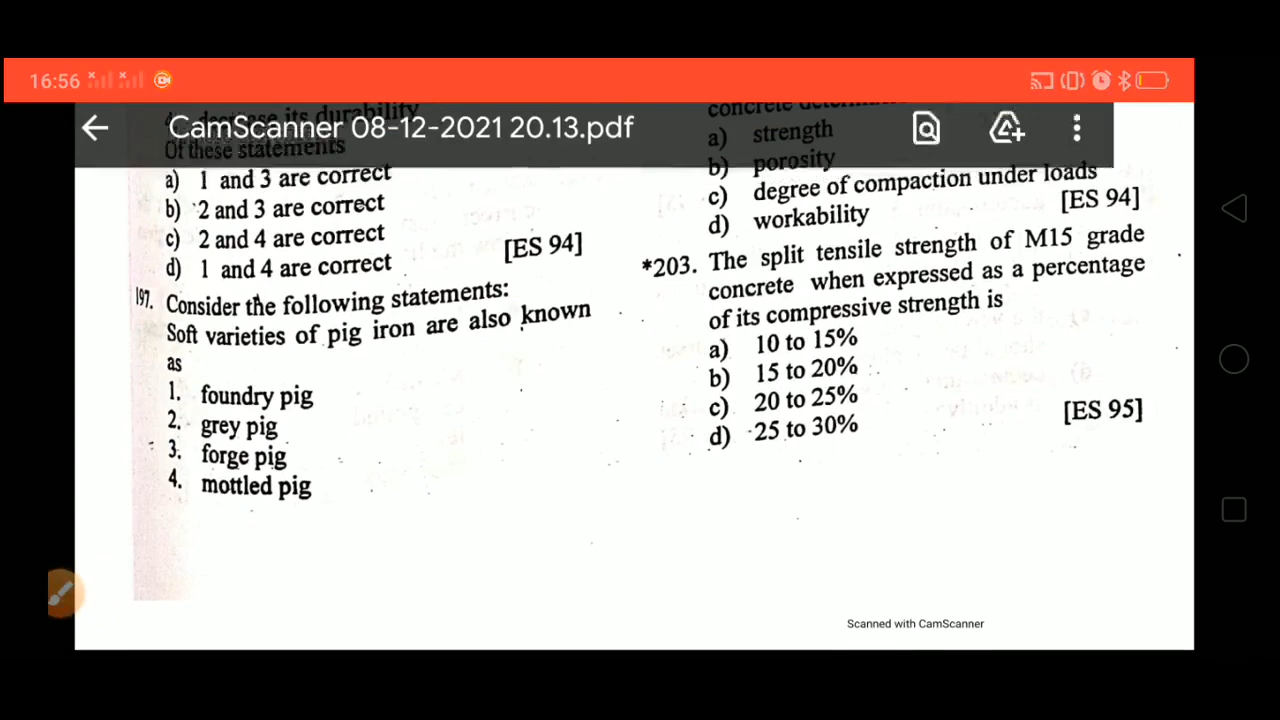 16:56
CamScanner 08-12-2021 20.13.pdf
decrease its durability
Of these statements
a) 1 and 3 are correct
b) 2 and 3 are correct
c) 2 and 4 are correct
d) 1 and 4 are correct
[ES 94]
197. Consider the following statements:
Soft varieties of pig iron are also known
as
1. foundry pig
2. grey pig
3. forge pig
4. mottled pig
concrete
a) strength
b) porosity
c) degree of compaction under loads
d) workability
[ES 94]
*203. The split tensile strength of M15 grade
concrete when expressed as a percentage
of its compressive strength is
a) 10 to 15%
b) 15 to 20%
c) 20 to 25%
d) 25 to 30%
[ES 95]
Scanned with CamScanner